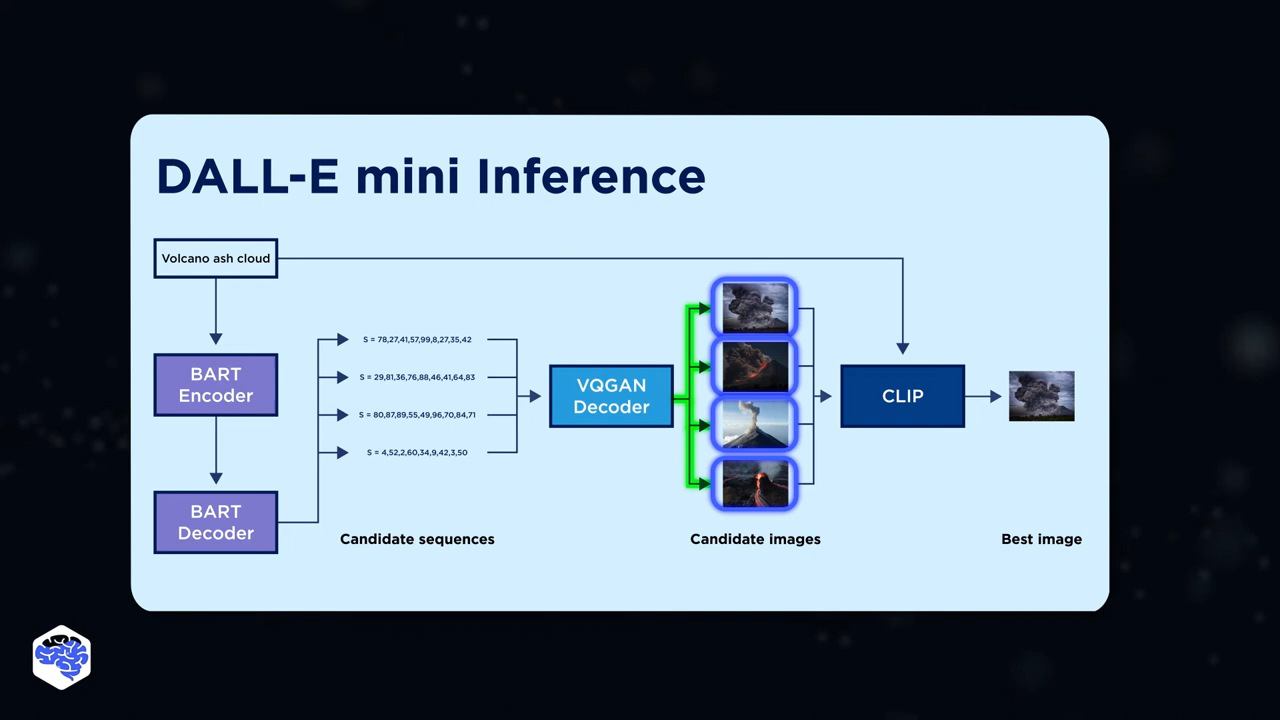 DALL-E mini Inference
Volcano ash cloud
BART
Encoder
BART
Decoder
S = 78,27,41,57,99,8,27,35,42
S = 29,81,36,76,88,46,41,64,83
S = 80,87,89,55,49,96,70,84,71
S = 4,52,2,60,34,9,42,3,50
Candidate sequences
VQGAN
Decoder
Candidate images
CLIP
Best image